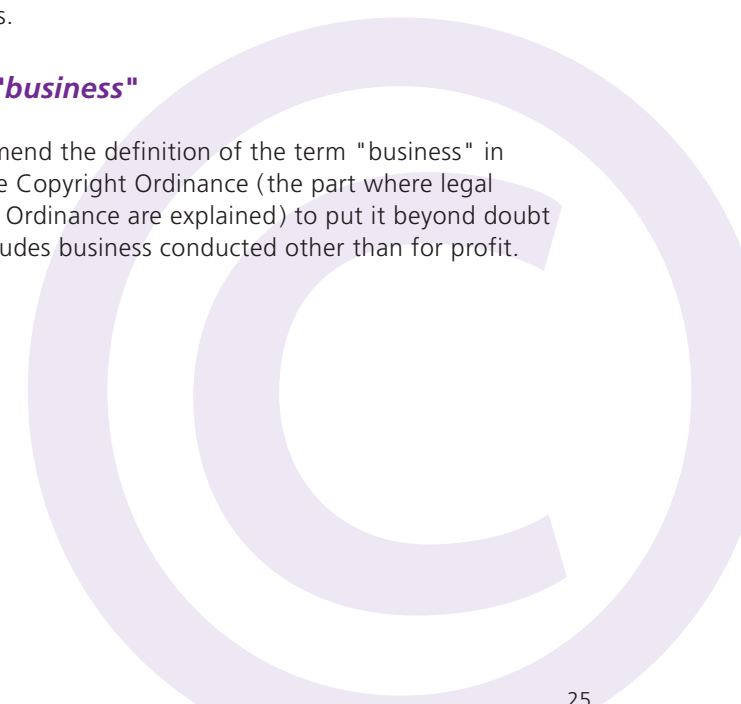 s.
"business"
mend the definition of the term "business" in
e Copyright Ordinance (the part where legal
Ordinance are explained) to put it beyond doubt
udes business conducted other than for profit.
©
25